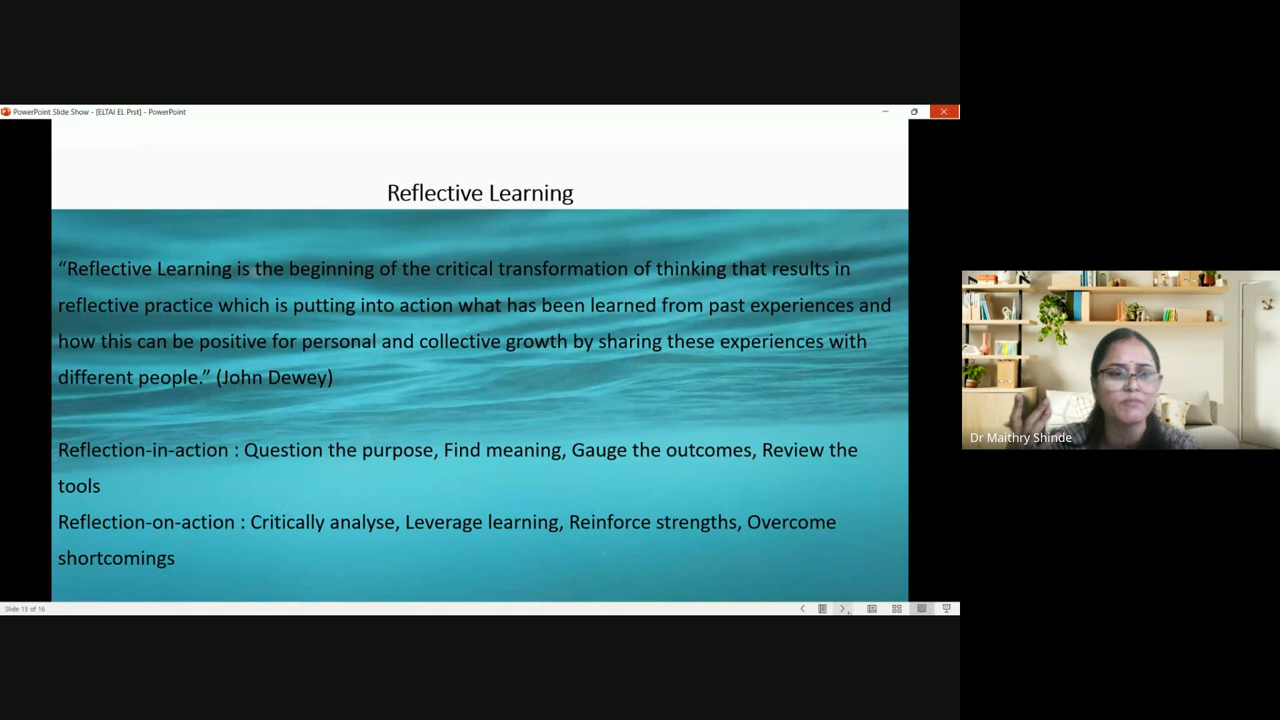 PowerPoint Slide Show - [ELTAI EL Prst] - PowerPoint
Reflective Learning
“Reflective Learning is the beginning of the critical transformation of thinking that results in
reflective practice which is putting into action what has been learned from past experiences and
how this can be positive for personal and collective growth by sharing these experiences with
different people.” (John Dewey)
Reflection-in-action : Question the purpose, Find meaning, Gauge the outcomes, Review the
tools
Reflection-on-action : Critically analyse, Leverage learning, Reinforce strengths, Overcome
shortcomings
Slide 13 of 16
Dr Maithry Shinde